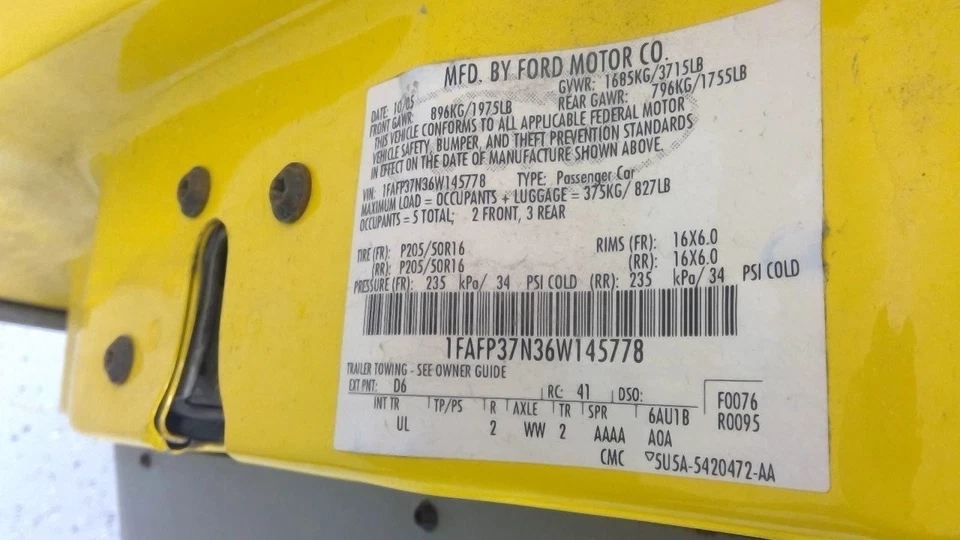 MFD. BY FORD MOTOR CO.
DATE: 10/05 GVWR: 1685KG/3715LB
FRONT GAWR: 896KG/1975LB REAR GAWR: 796KG/1755LB
THIS VEHICLE CONFORMS TO ALL APPLICABLE FEDERAL MOTOR
VEHICLE SAFETY, BUMPER, AND THEFT PREVENTION STANDARDS
IN EFFECT ON THE DATE OF MANUFACTURE SHOWN ABOVE.
VIN: 1FAFP37N36W145778 TYPE: Passenger Car
MAXIMUM LOAD = OCCUPANTS + LUGGAGE = 375KG/ 827LB
OCCUPANTS = 5 TOTAL; 2 FRONT, 3 REAR
TIRE (FR): P205/50R16 RIMS (FR): 16X6.0
(RR): P205/50R16 (RR): 16X6.0
PRESSURE (FR): 235 kPa/ 34 PSI COLD (RR): 235 kPa/ 34 PSI COLD
1FAFP37N36W145778
TRAILER TOWING - SEE OWNER GUIDE
EXT PNT: D6 RC: 41 DSO: F0076
INT TR TP/PS R AXLE TR SPR 6AU1B R0095
UL 2 WW 2 AAAA A0A
CMC ▽5U5A-5420472-AA